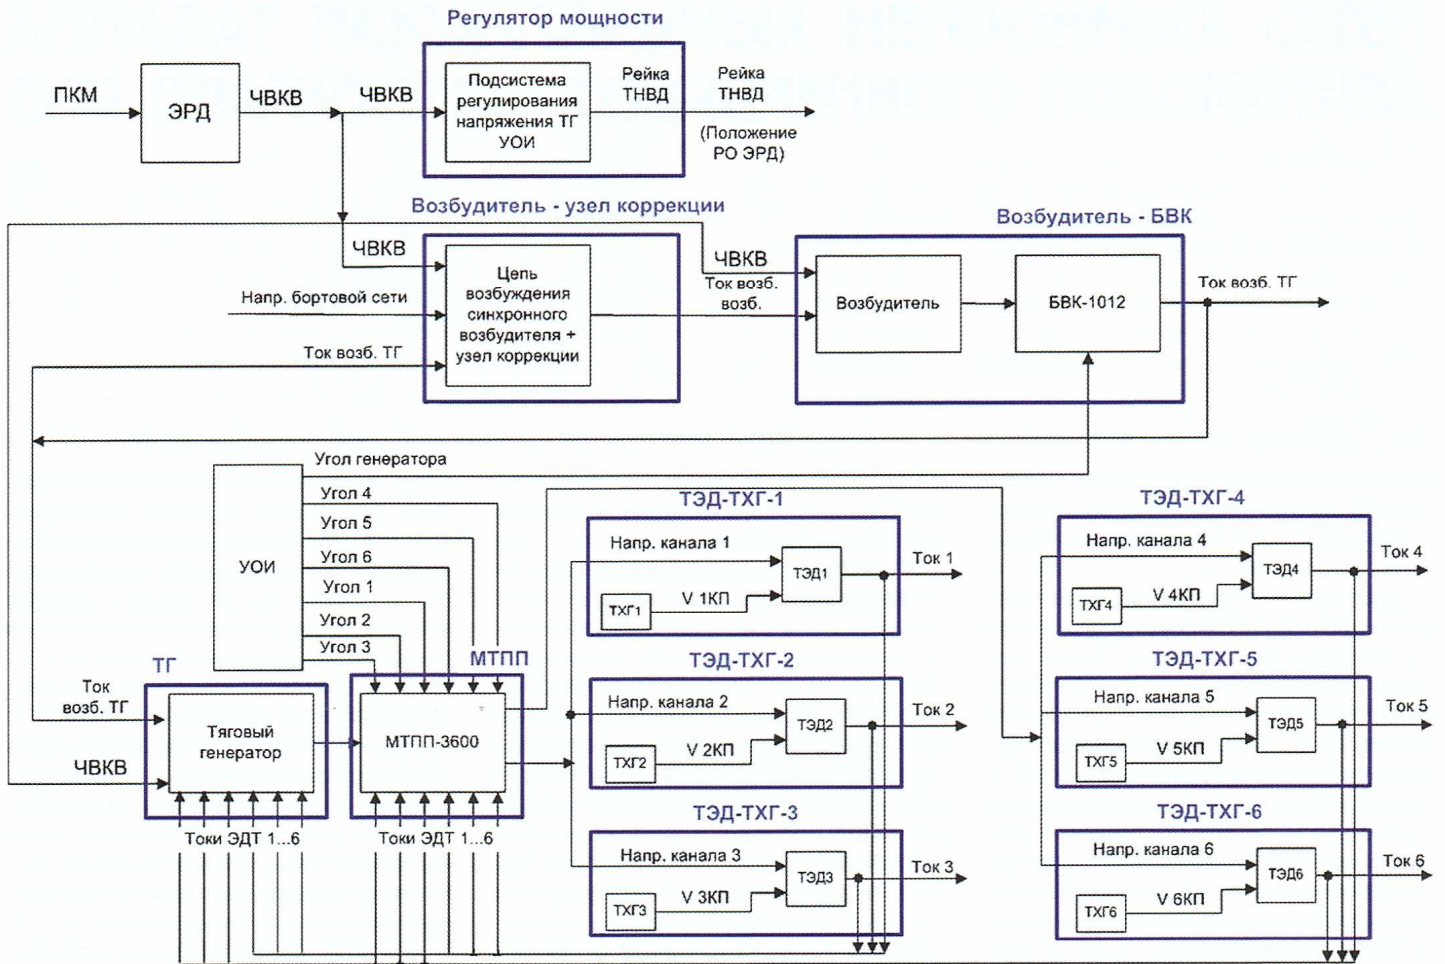 Регулятор мощности
ПКМ
ЭРД
ЧВКВ
ЧВКВ
Подсистема
регулирования
напряжения ТГ
УОИ
Рейка
ТНВД
Рейка
ТНВД
(Положение
РО ЭРД)
Возбудитель - узел коррекции
Возбудитель - БВК
ЧВКВ
Напр. бортовой сети
Ток возб. ТГ
Цепь
возбуждения
синхронного
возбудителя +
узел коррекции
ЧВКВ
Ток возб.
возб.
Возбудитель
БВК-1012
Ток возб. ТГ
УОИ
Угол генератора
Угол 4
Угол 5
Угол 6
Угол 1
Угол 2
Угол 3
ТГ
МТПП
Ток
возб. ТГ
ЧВКВ
Тяговый
генератор
МТПП-3600
Токи ЭДТ 1...6
Токи ЭДТ 1...6
ТЭД-ТХГ-1
Напр. канала 1
ТЭД1
ТХГ1
V 1КП
Ток 1
ТЭД-ТХГ-2
Напр. канала 2
ТЭД2
ТХГ2
V 2КП
Ток 2
ТЭД-ТХГ-3
Напр. канала 3
ТЭД3
ТХГ3
V 3КП
Ток 3
ТЭД-ТХГ-4
Напр. канала 4
ТЭД4
ТХГ4
V 4КП
Ток 4
ТЭД-ТХГ-5
Напр. канала 5
ТЭД5
ТХГ5
V 5КП
Ток 5
ТЭД-ТХГ-6
Напр. канала 6
ТЭД6
ТХГ6
V 6КП
Ток 6